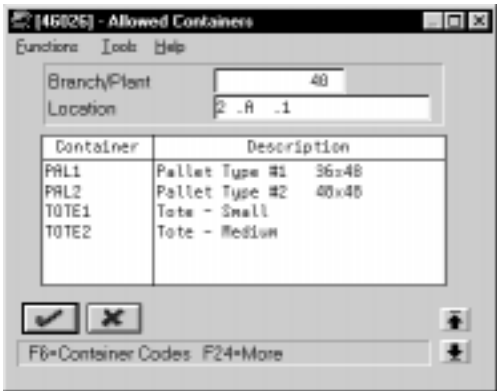 [46026] - Allowed Containers
Functions Tools Help
Branch/Plant 40
Location 2 .A .1
Container Description
PAL1 Pallet Type #1 36x48
PAL2 Pallet Type #2 40x48
TOTE1 Tote - Small
TOTE2 Tote - Medium
F6=Container Codes F24=More